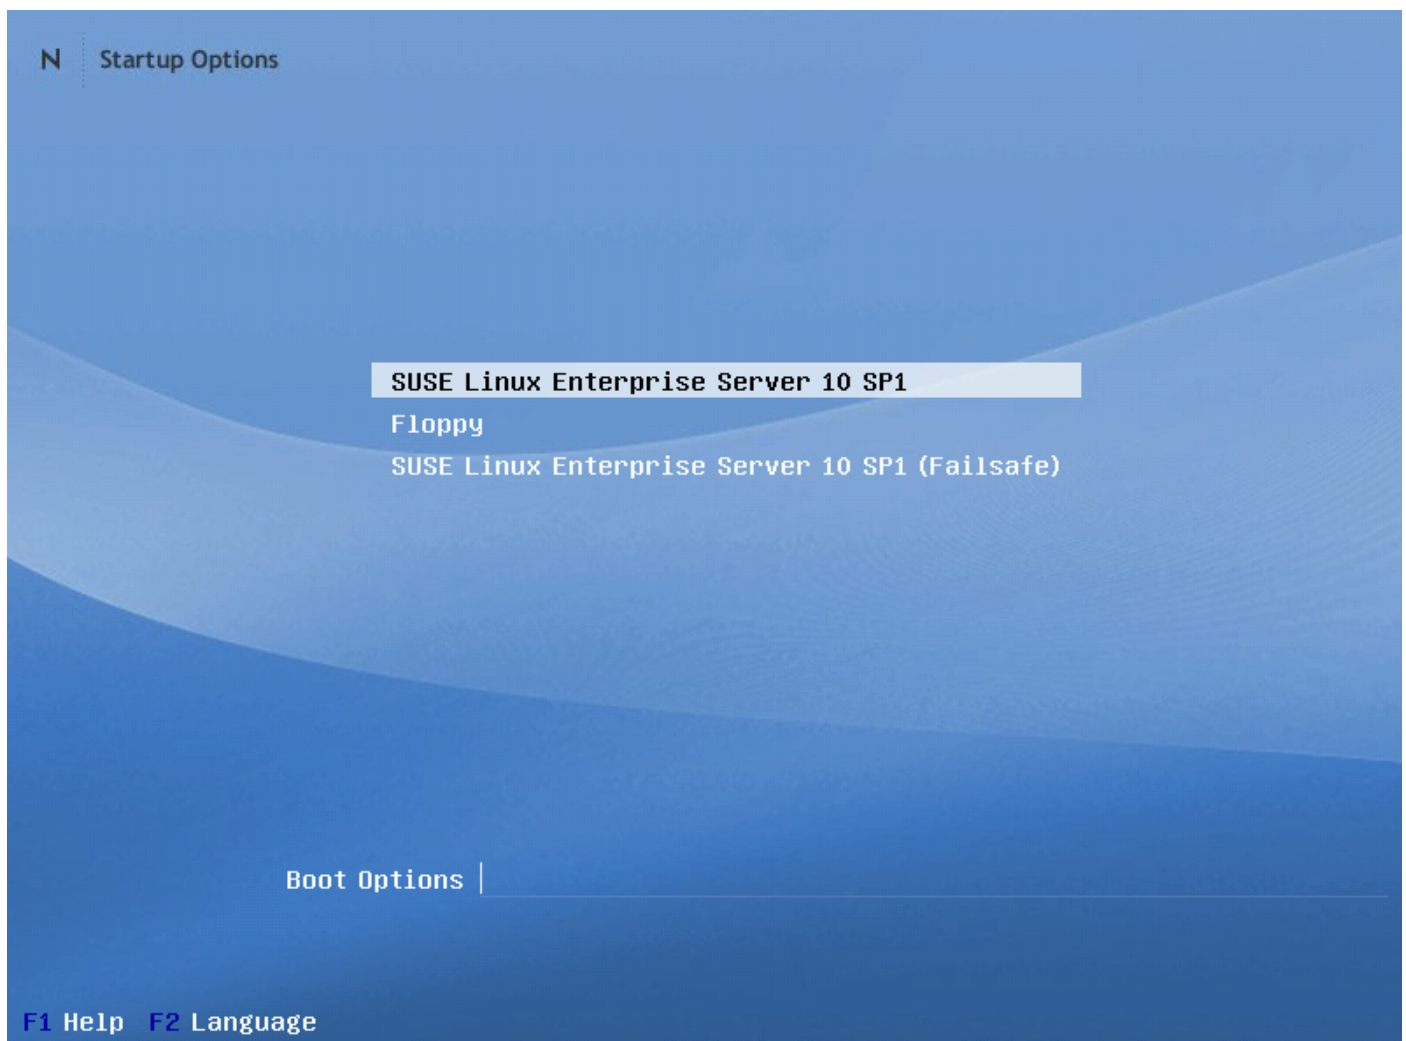 N Startup Options
SUSE Linux Enterprise Server 10 SP1
Floppy
SUSE Linux Enterprise Server 10 SP1 (Failsafe)
Boot Options
F1 Help F2 Language